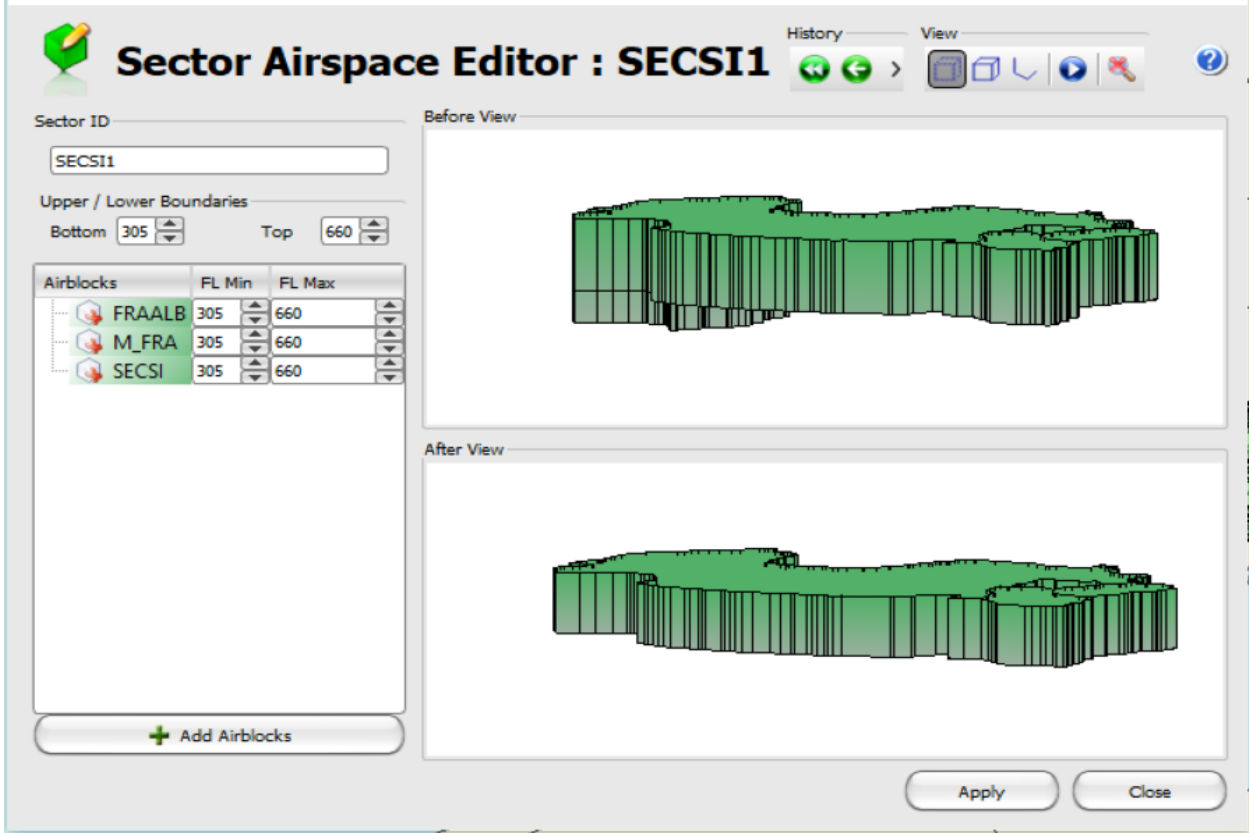 Sector Airspace Editor : SECSI1
History
View
Sector ID
SECSI1
Upper / Lower Boundaries
Bottom 305 Top 660
Airblocks FL Min FL Max
FRAALB 305 660
M_FRA 305 660
SECSI 305 660
Add Airblocks
Before View
After View
Apply Close